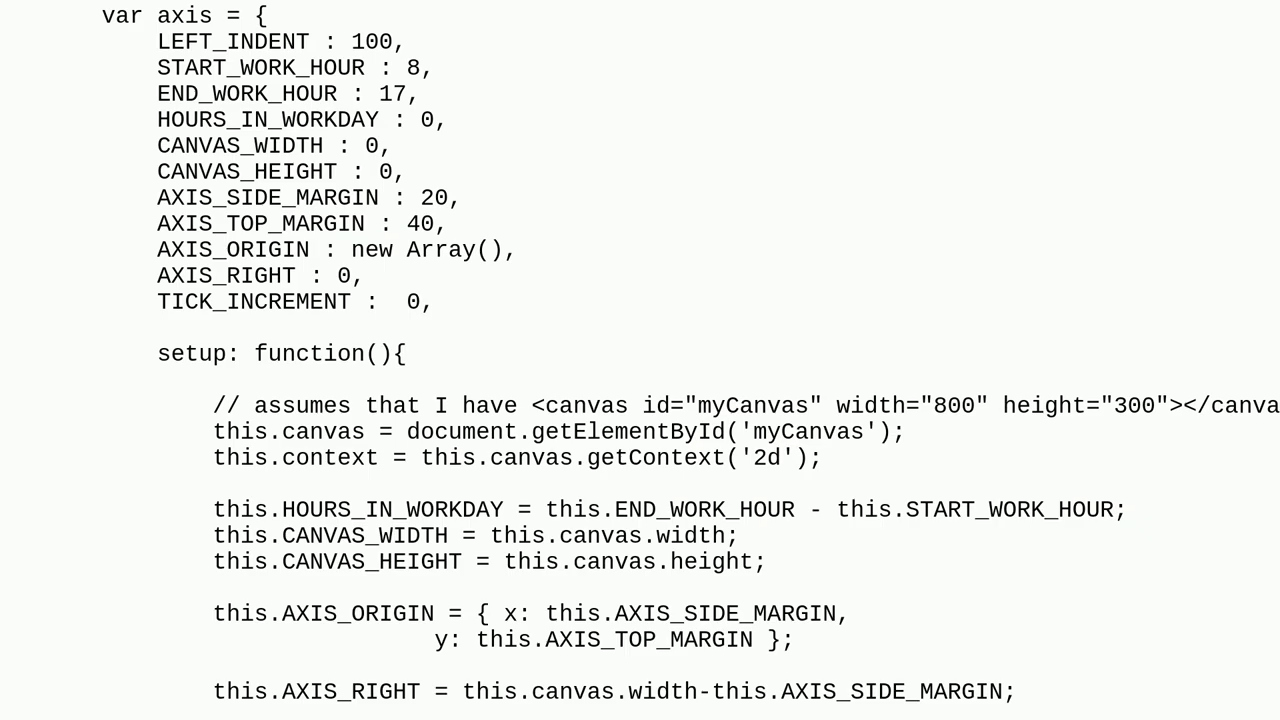 var axis = {
LEFT_INDENT : 100,
START_WORK_HOUR : 8,
END_WORK_HOUR : 17,
HOURS_IN_WORKDAY : 0,
CANVAS_WIDTH : 0,
CANVAS_HEIGHT : 0,
AXIS_SIDE_MARGIN : 20,
AXIS_TOP_MARGIN : 40,
AXIS_ORIGIN : new Array(),
AXIS_RIGHT : 0,
TICK_INCREMENT :  0,
setup: function(){
// assumes that I have <canvas id="myCanvas" width="800" height="300"></canva
this.canvas = document.getElementById('myCanvas');
this.context = this.canvas.getContext('2d');
this.HOURS_IN_WORKDAY = this.END_WORK_HOUR - this.START_WORK_HOUR;
this.CANVAS_WIDTH = this.canvas.width;
this.CANVAS_HEIGHT = this.canvas.height;
this.AXIS_ORIGIN = { x: this.AXIS_SIDE_MARGIN,
y: this.AXIS_TOP_MARGIN };
this.AXIS_RIGHT = this.canvas.width-this.AXIS_SIDE_MARGIN;